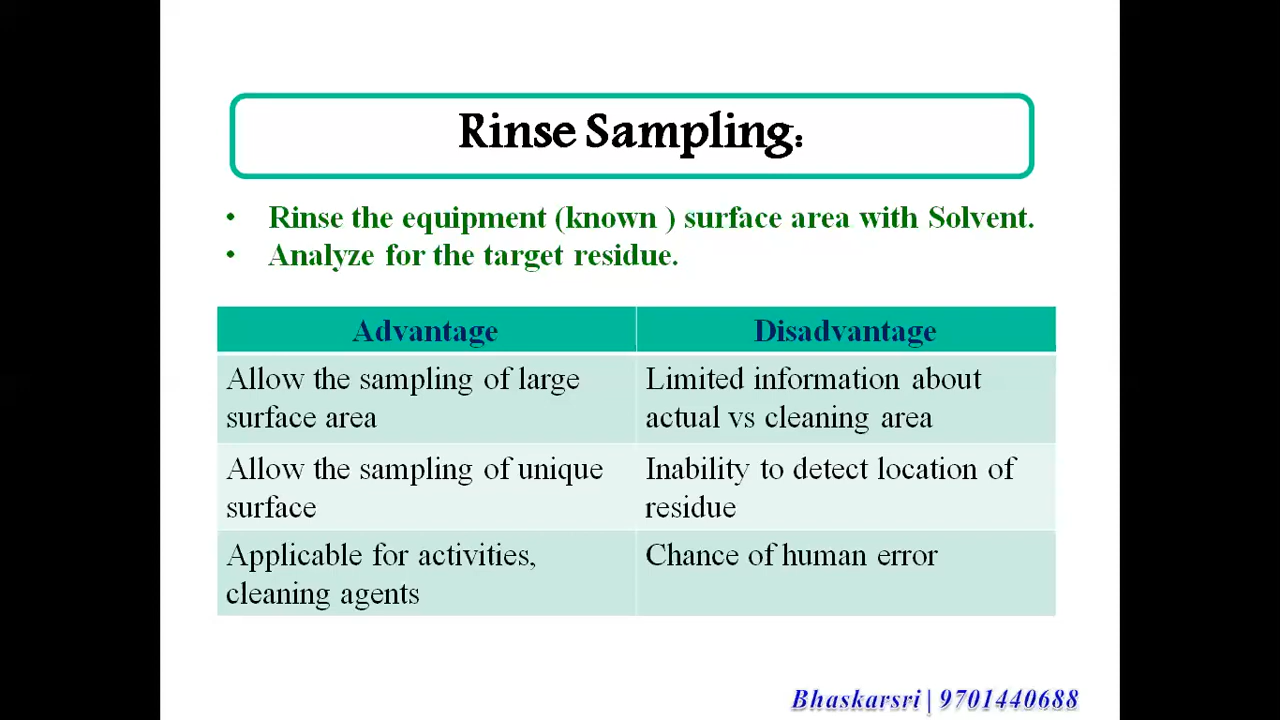 Rinse Sampling:
• Rinse the equipment (known ) surface area with Solvent.
• Analyze for the target residue.
Advantage
Disadvantage
Allow the sampling of large
surface area
Limited information about
actual vs cleaning area
Allow the sampling of unique
surface
Inability to detect location of
residue
Applicable for activities,
cleaning agents
Chance of human error
Bhaskarsri | 9701440688